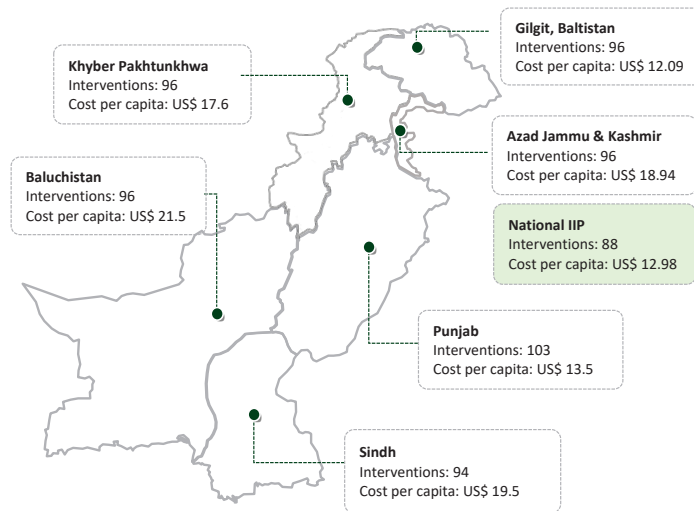 Gilgit, Baltistan
Interventions: 96
Cost per capita: US$ 12.09
Khyber Pakhtunkhwa
Interventions: 96
Cost per capita: US$ 17.6
Azad Jammu & Kashmir
Interventions: 96
Cost per capita: US$ 18.94
Baluchistan
Interventions: 96
Cost per capita: US$ 21.5
National IIP
Interventions: 88
Cost per capita: US$ 12.98
Punjab
Interventions: 103
Cost per capita: US$ 13.5
Sindh
Interventions: 94
Cost per capita: US$ 19.5